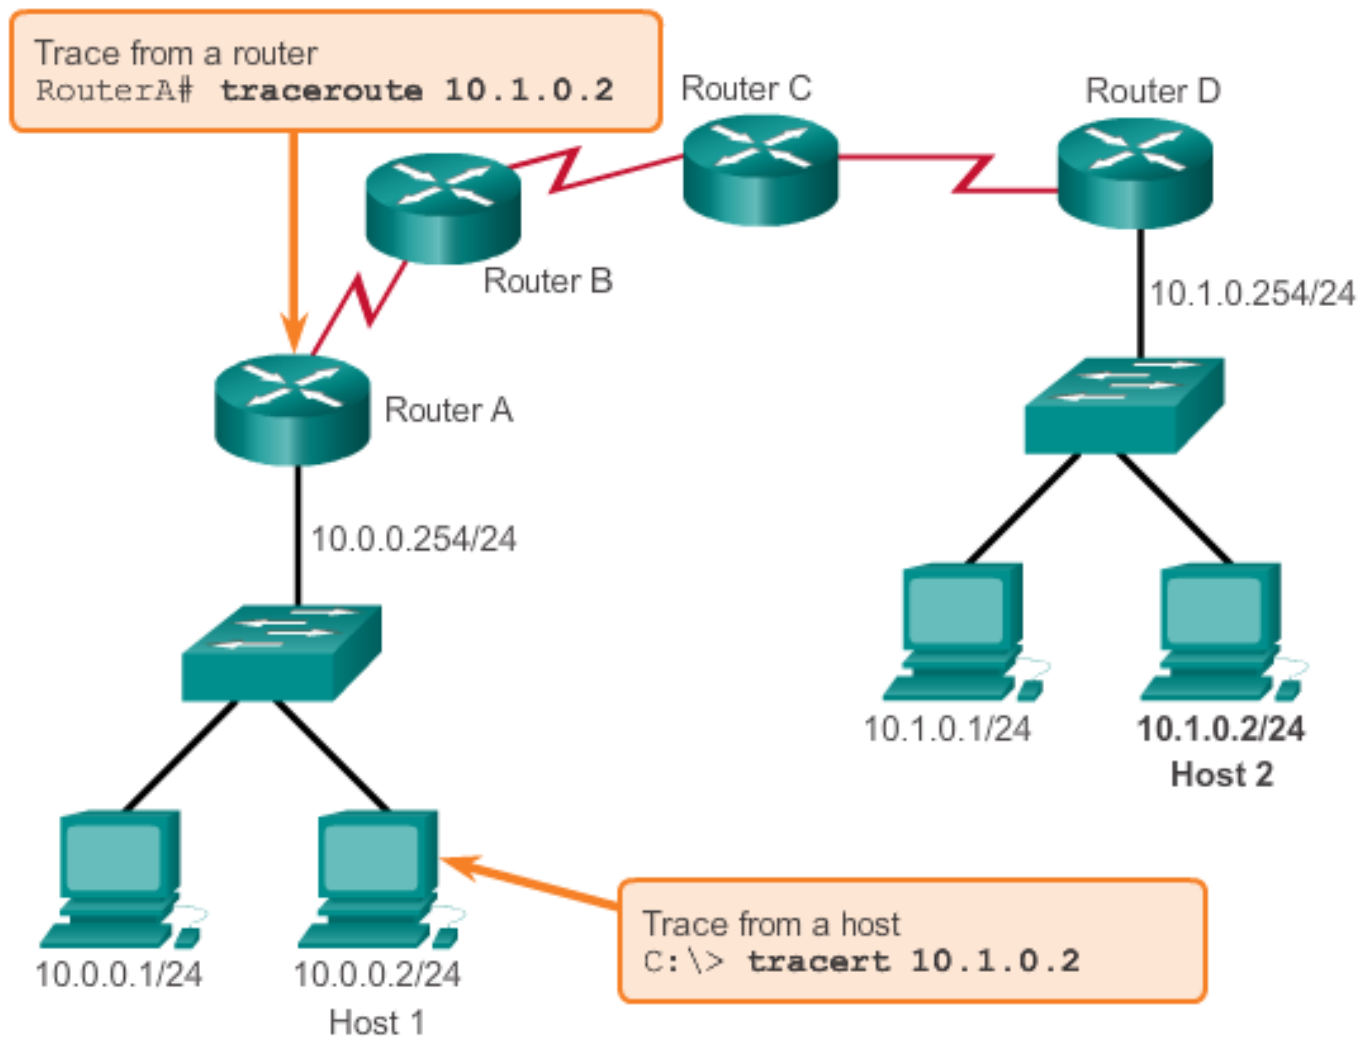 Trace from a router
RouterA# traceroute 10.1.0.2
Router C
Router D
Router B
10.1.0.254/24
Router A
10.0.0.254/24
10.1.0.1/24
10.1.0.2/24
Host 2
Trace from a host
C:\> tracert 10.1.0.2
10.0.0.1/24
10.0.0.2/24
Host 1